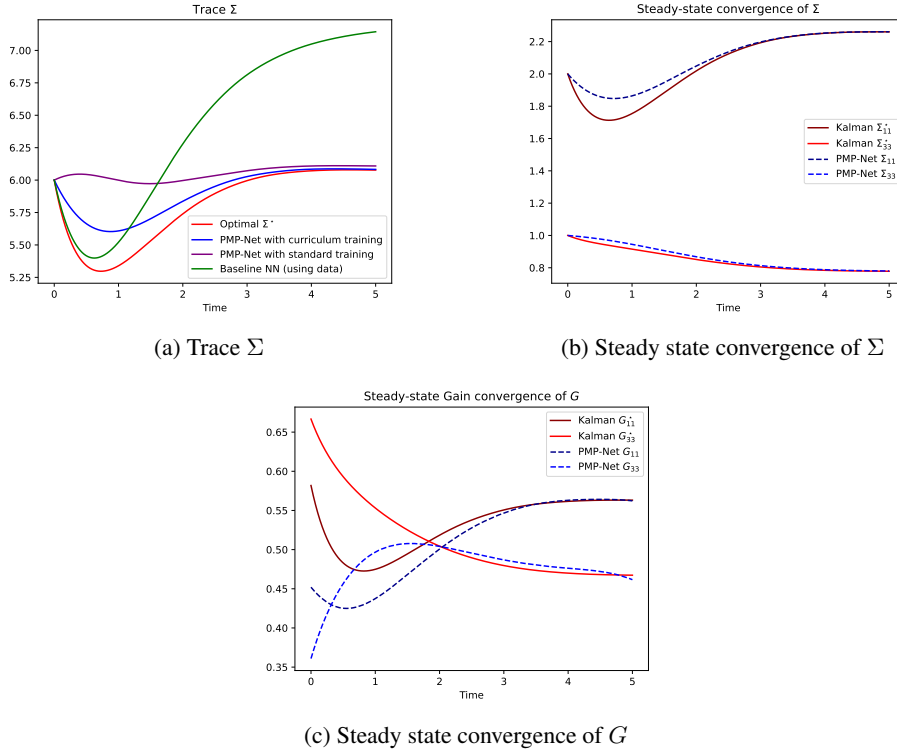 Trace Σ
7.00
6.75
6.50
6.25
6.00
5.75
5.50
5.25
0 1 2 3 4 5
Time
Optimal Σ*
PMP-Net with curriculum training
PMP-Net with standard training
Baseline NN (using data)
(a) Trace Σ
Steady-state convergence of Σ
2.2
2.0
1.8
1.6
1.4
1.2
1.0
0.8
0 1 2 3 4 5
Time
Kalman Σ*₁₁
Kalman Σ*₃₃
PMP-Net Σ₁₁
PMP-Net Σ₃₃
(b) Steady state convergence of Σ
Steady-state Gain convergence of G
0.65
0.60
0.55
0.50
0.45
0.40
0.35
0 1 2 3 4 5
Time
Kalman G*₁₁
Kalman G*₃₃
PMP-Net G₁₁
PMP-Net G₃₃
(c) Steady state convergence of G